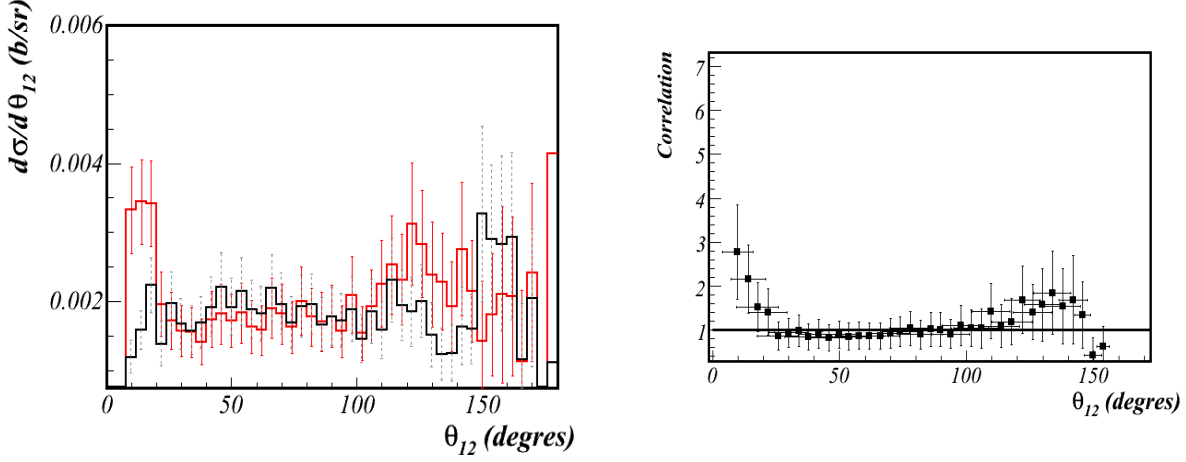 dσ/dθ12 (b/sr)
0.006
0.004
0.002
0 50 100 150
θ12 (degres)
Correlation
7
6
5
4
3
2
1
0 50 100 150
θ12 (degres)